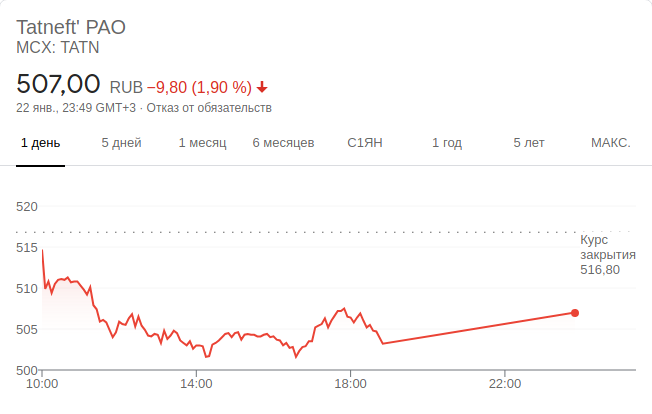 Tatneft' PAO
MCX: TATN
507,00 RUB −9,80 (1,90 %)
22 янв., 23:49 GMT+3 · Отказ от обязательств
1 день 5 дней 1 месяц 6 месяцев С1ЯН 1 год 5 лет МАКС.
520
515
510
505
500
Курс
закрытия
516,80
10:00 14:00 18:00 22:00